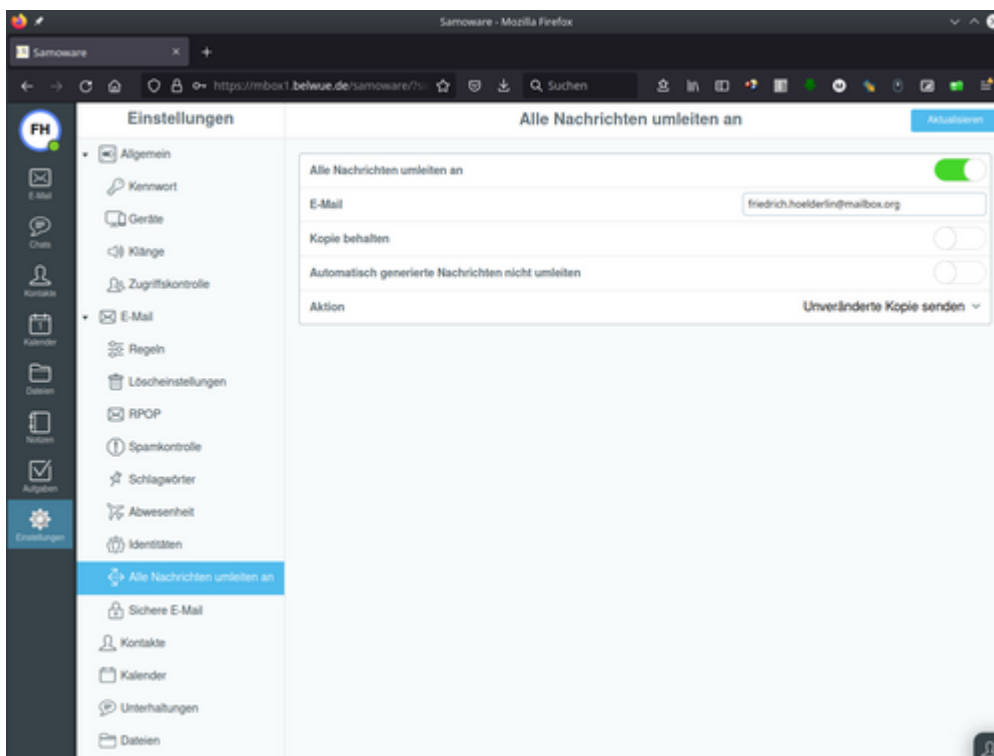 Samoware - Mozilla Firefox
Samoware
https://mbox1.belwue.de/samoware/?s
Suchen
FH
Einstellungen
Alle Nachrichten umleiten an
Aktualisieren
E-Mail
Chats
Kontakte
Kalender
Dateien
Notizen
Aufgaben
Einstellungen
Allgemein
Kennwort
Geräte
Klänge
Zugriffskontrolle
E-Mail
Regeln
Löscheinstellungen
RPOP
Spamkontrolle
Schlagwörter
Abwesenheit
Identitäten
Alle Nachrichten umleiten an
Sichere E-Mail
Kontakte
Kalender
Unterhaltungen
Dateien
Alle Nachrichten umleiten an
E-Mail friedrich.hoelderlin@mailbox.org
Kopie behalten
Automatisch generierte Nachrichten nicht umleiten
Aktion Unveränderte Kopie senden